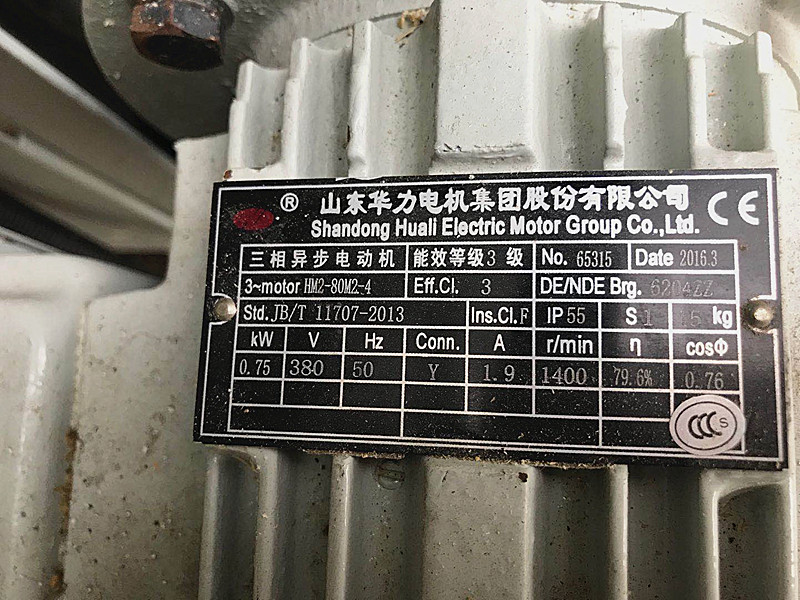 ® 山东华力电机集团股份有限公司 CE
Shandong Huali Electric Motor Group Co.,Ltd.
三相异步电动机 能效等级 3 级 No. 65315 Date 2016.3
3~motor HM2-80M2-4 Eff.Cl. 3 DE/NDE Brg. 6204ZZ
Std. JB/T 11707-2013 Ins.Cl.F IP 55 S1 kg
kW V Hz Conn. A r/min η cosΦ
0.75 380 50 Y 1.9 1400 79.6% 0.76
CCC S